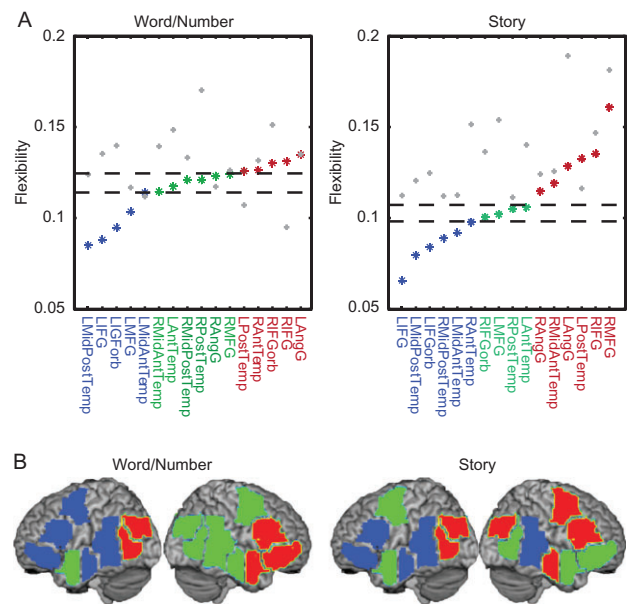 A
Word/Number
Story
0.2
0.15
0.1
0.05
Flexibility
LMidPostTemp
LIFG
LIGForb
LMFG
LMidAntTemp
RMidAntTemp
LAntTemp
RMidPostTemp
RPostTemp
RAngG
RMFG
LPostTemp
RAntTemp
RIFGorb
RIFG
LAngG
0.2
0.15
0.1
0.05
Flexibility
LIFG
LMidPostTemp
LIFGorb
RMidPostTemp
LMidAntTemp
RAntTemp
RIFGorb
LMFG
RPostTemp
LAntTemp
RAngG
RMidAntTemp
LAngG
LPostTemp
RIFG
RMFG
B
Word/Number
Story